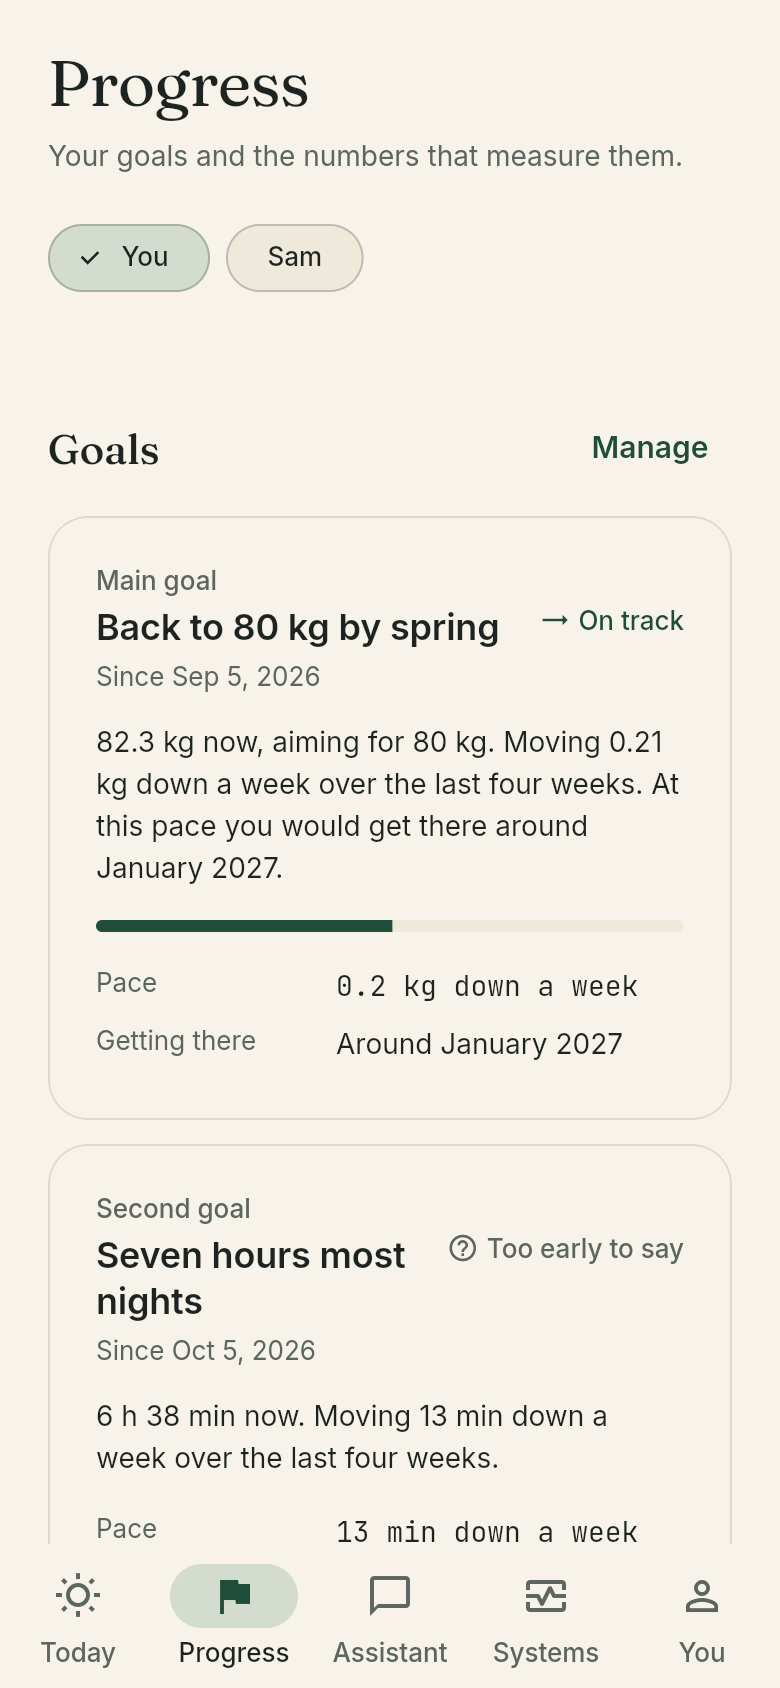 Progress
Your goals and the numbers that measure them.
You
Sam
Goals
Manage
Main goal
Back to 80 kg by spring
→ On track
Since Sep 5, 2026
82.3 kg now, aiming for 80 kg. Moving 0.21
kg down a week over the last four weeks. At
this pace you would get there around
January 2027.
Pace
0.2 kg down a week
Getting there
Around January 2027
Second goal
Seven hours most
nights
Too early to say
Since Oct 5, 2026
6 h 38 min now. Moving 13 min down a
week over the last four weeks.
Pace
13 min down a week
Today
Progress
Assistant
Systems
You